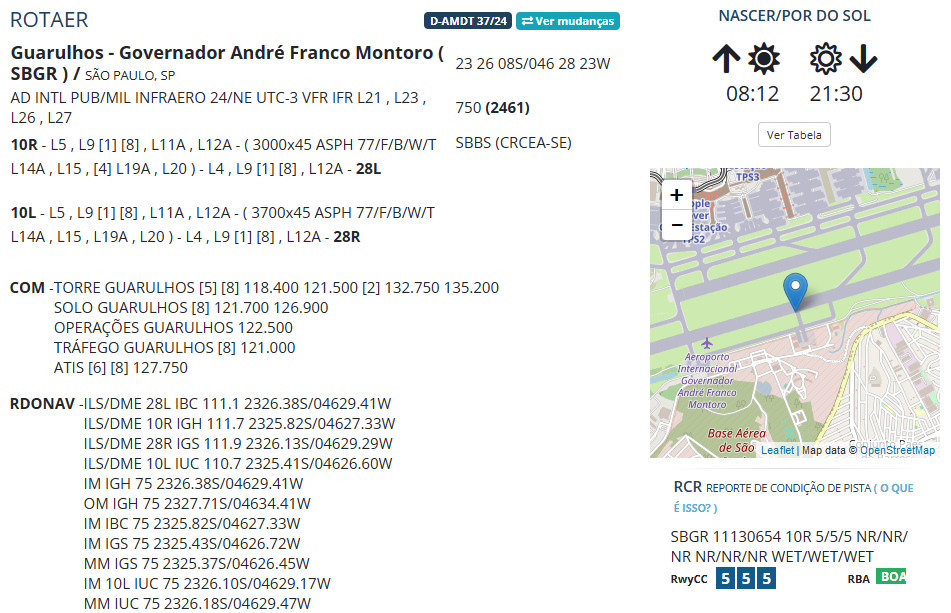 ROTAER
D-AMDT 37/24
Ver mudanças
Guarulhos - Governador André Franco Montoro (
SBGR ) / SÃO PAULO, SP
23 26 08S/046 28 23W
AD INTL PUB/MIL INFRAERO 24/NE UTC-3 VFR IFR L21 , L23 ,
L26 , L27
750 (2461)
10R - L5 , L9 [1] [8] , L11A , L12A - ( 3000x45 ASPH 77/F/B/W/T
L14A , L15 , [4] L19A , L20 ) - L4 , L9 [1] [8] , L12A - 28L
SBBS (CRCEA-SE)
10L - L5 , L9 [1] [8] , L11A , L12A - ( 3700x45 ASPH 77/F/B/W/T
L14A , L15 , L19A , L20 ) - L4 , L9 [1] [8] , L12A - 28R
COM -TORRE GUARULHOS [5] [8] 118.400 121.500 [2] 132.750 135.200
SOLO GUARULHOS [8] 121.700 126.900
OPERAÇÕES GUARULHOS 122.500
TRÁFEGO GUARULHOS [8] 121.000
ATIS [6] [8] 127.750
RDONAV -ILS/DME 28L IBC 111.1 2326.38S/04629.41W
ILS/DME 10R IGH 111.7 2325.82S/04627.33W
ILS/DME 28R IGS 111.9 2326.13S/04629.29W
ILS/DME 10L IUC 110.7 2325.41S/04626.60W
IM IGH 75 2326.38S/04629.41W
OM IGH 75 2327.71S/04634.41W
IM IBC 75 2325.82S/04627.33W
IM IGS 75 2325.43S/04626.72W
MM IGS 75 2325.37S/04626.45W
IM 10L IUC 75 2326.10S/04629.17W
MM IUC 75 2326.18S/04629.47W
NASCER/POR DO SOL
08:12 21:30
Ver Tabela
+
−
TPS3
TPS2
Aeroporto
Internacional
Governador
André Franco
Montoro
Base Aérea
de São
Leaflet | Map data © OpenStreetMap
RCR REPORTE DE CONDIÇÃO DE PISTA ( O QUE
É ISSO? )
SBGR 11130654 10R 5/5/5 NR/NR/
NR NR/NR/NR WET/WET/WET
RwyCC 5 5 5 RBA BOA